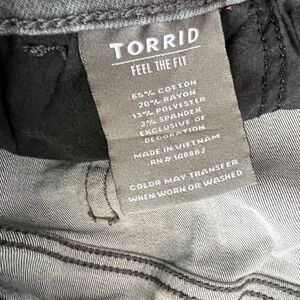 TORRID
FEEL THE FIT
65% COTTON
20% RAYON
13% POLYESTER
2% SPANDEX
EXCLUSIVE OF
DECORATION
MADE IN VIETNAM
RN# 148862
COLOR MAY TRANSFER
WHEN WORN OR WASHED